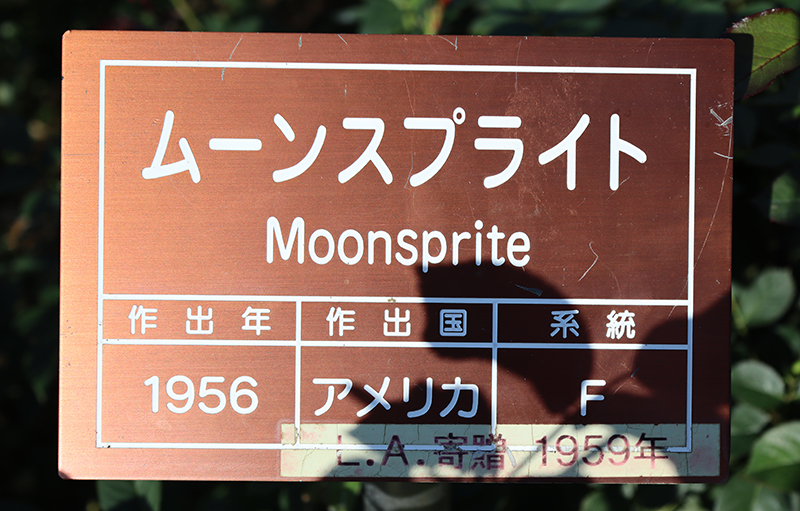 ムーンスプライト
Moonsprite
作出年 作出国 系統
1956 アメリカ F
L.A.寄贈 1959年